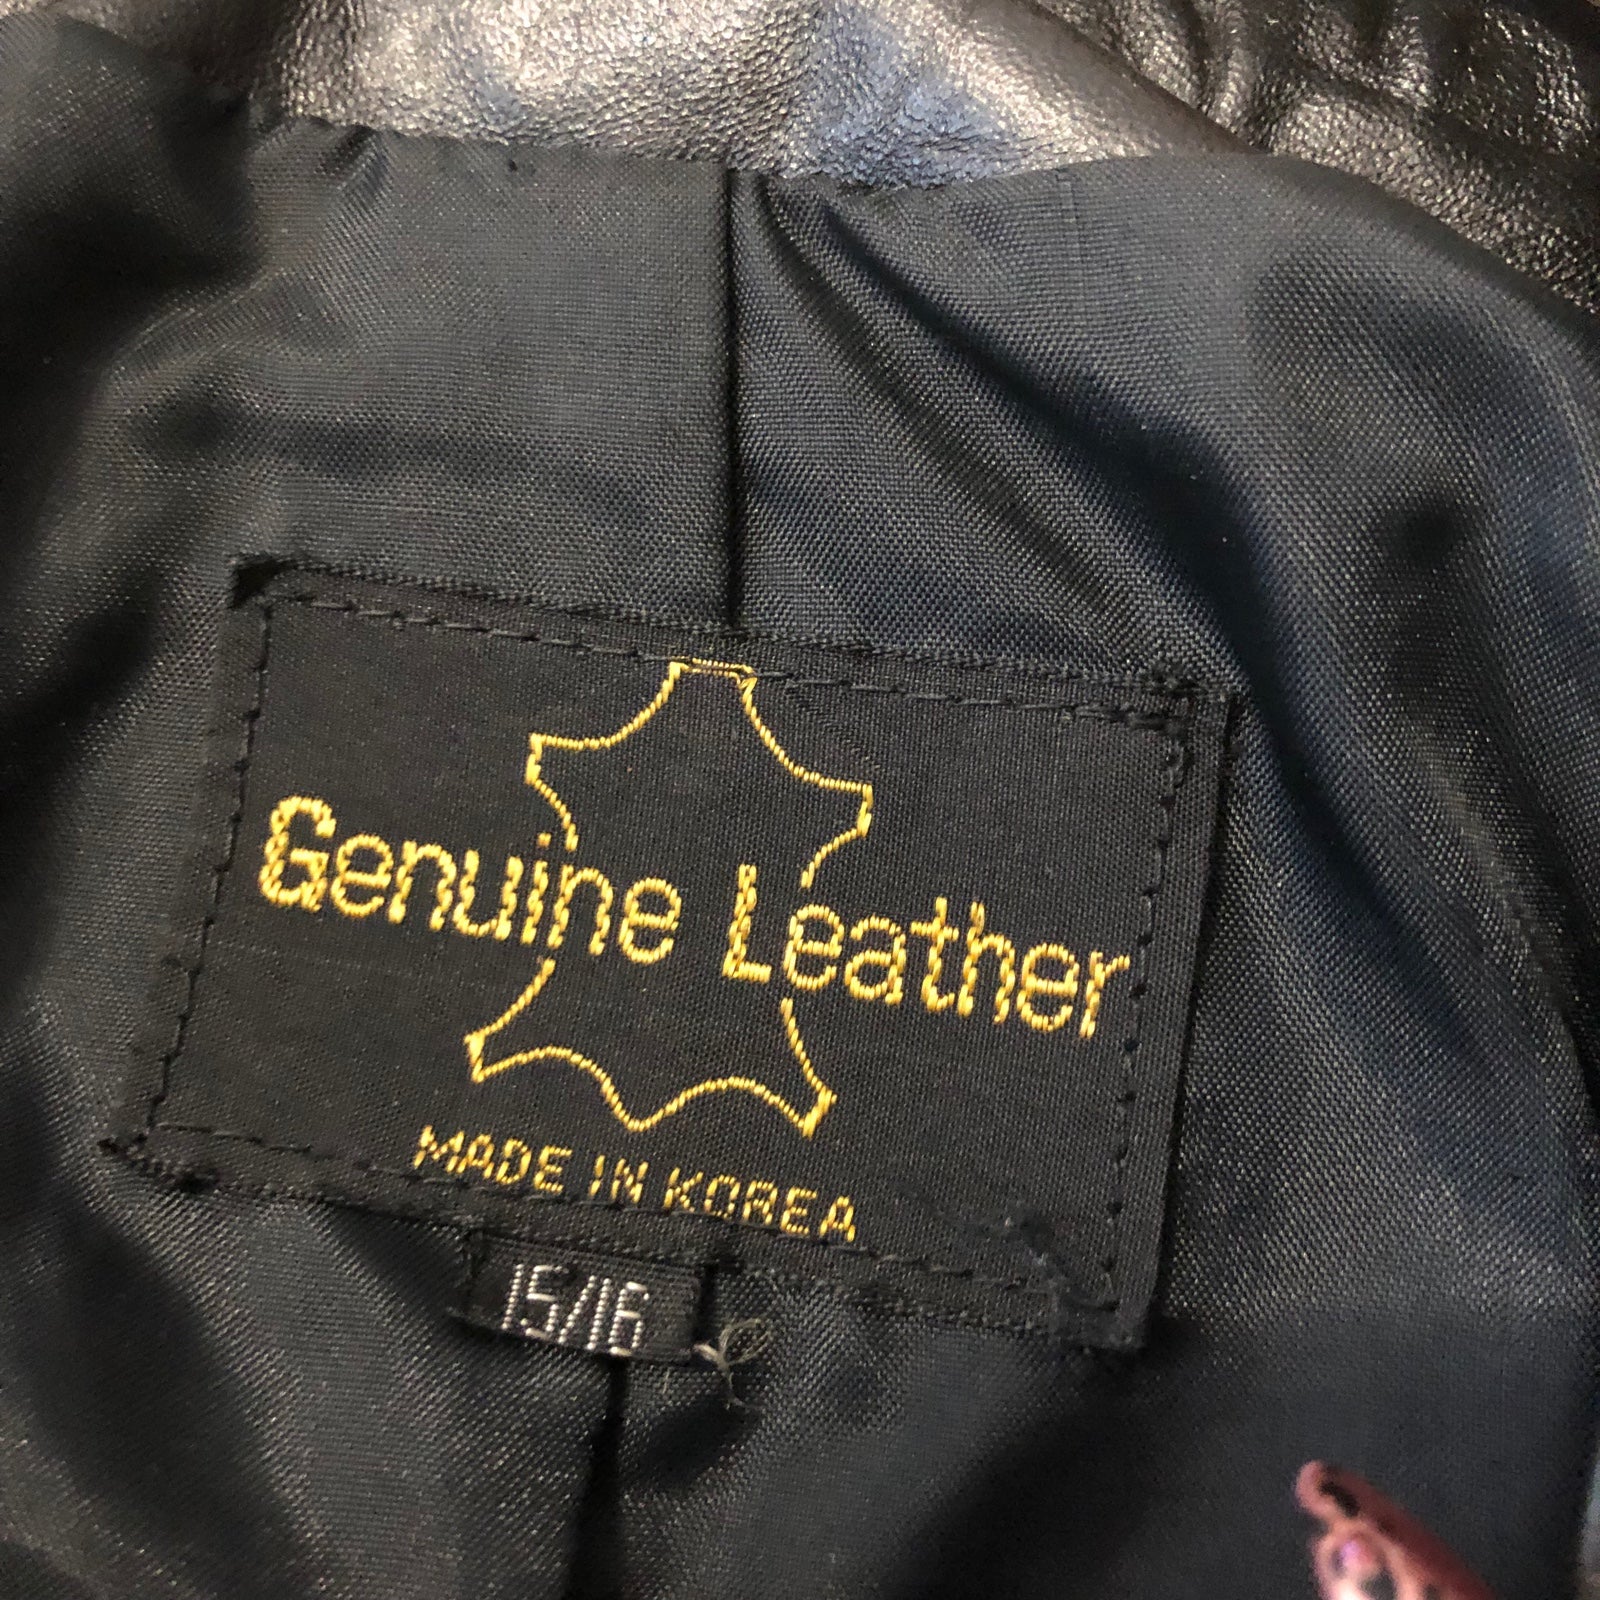 Genuine Leather
MADE IN KOREA
15/16